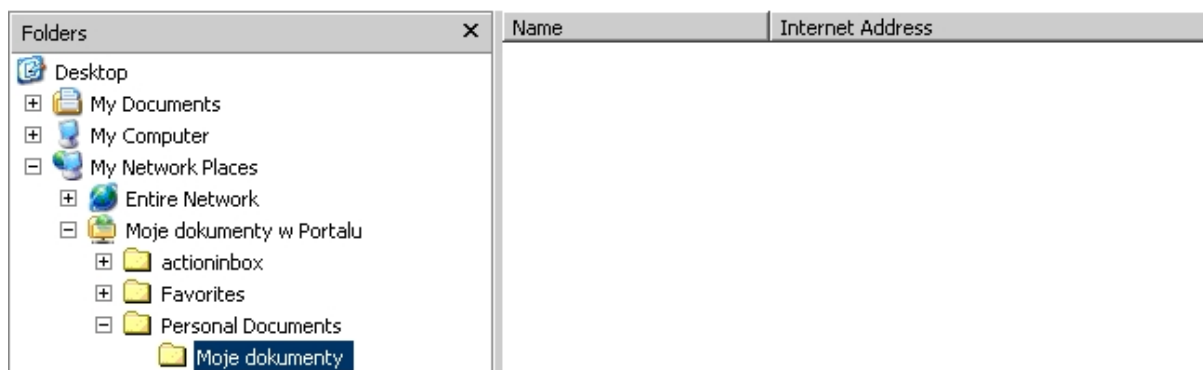 Folders
Name Internet Address
Desktop
My Documents
My Computer
My Network Places
Entire Network
Moje dokumenty w Portalu
actioninbox
Favorites
Personal Documents
Moje dokumenty